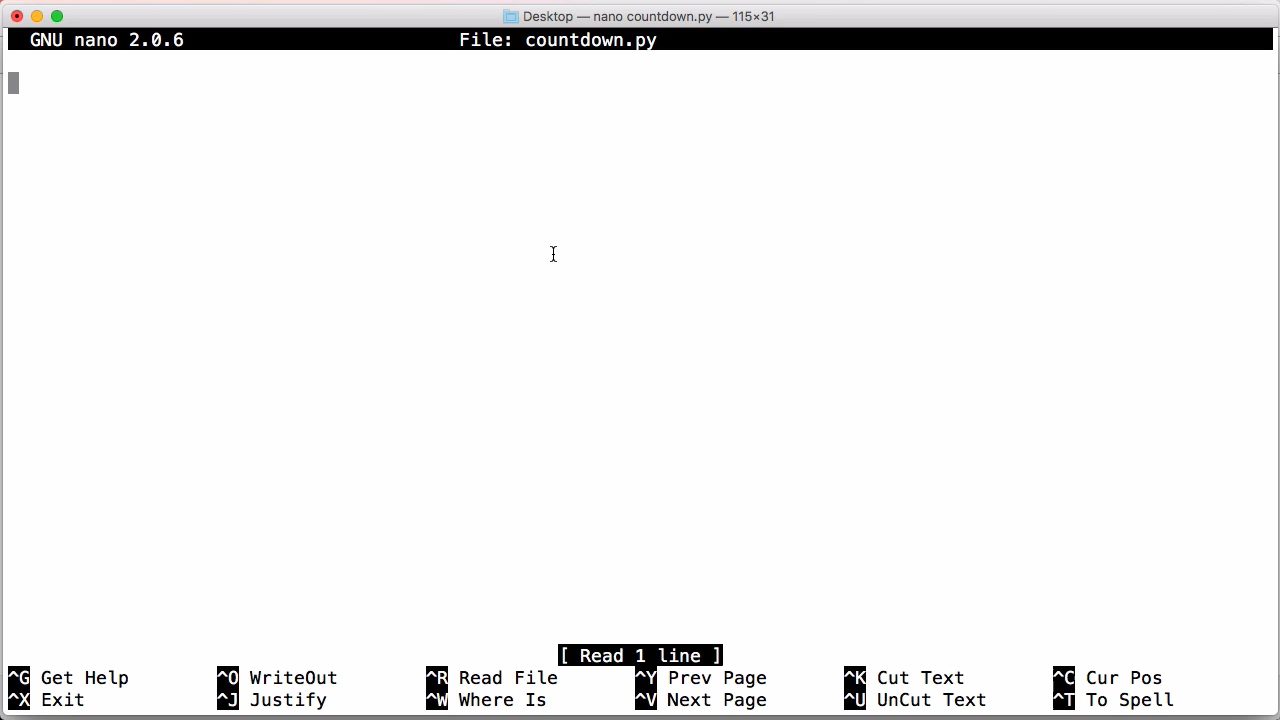 Desktop — nano countdown.py — 115×31
GNU nano 2.0.6 File: countdown.py
[ Read 1 line ]
^G Get Help ^O WriteOut ^R Read File ^Y Prev Page ^K Cut Text ^C Cur Pos
^X Exit ^J Justify ^W Where Is ^V Next Page ^U UnCut Text ^T To Spell